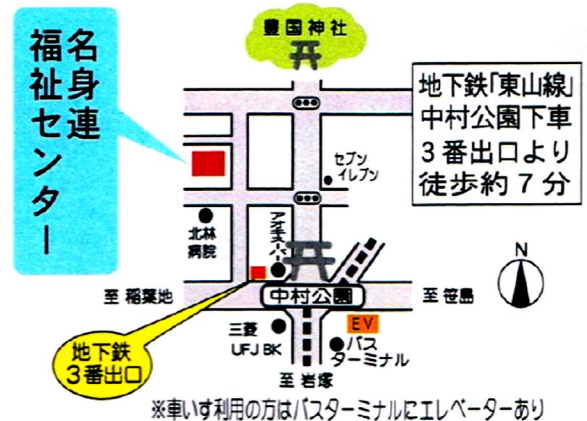 豊国神社
名身連
福祉センター
地下鉄「東山線」
中村公園下車
3番出口より
徒歩約7分
セブン
イレブン
北林
病院
アオキスーパー
N
至 稲葉地
中村公園
至 笹島
地下鉄
3番出口
三菱
UFJ BK
EV
バス
ターミナル
至 岩塚
※車いす利用の方はバスターミナルにエレベーターあり